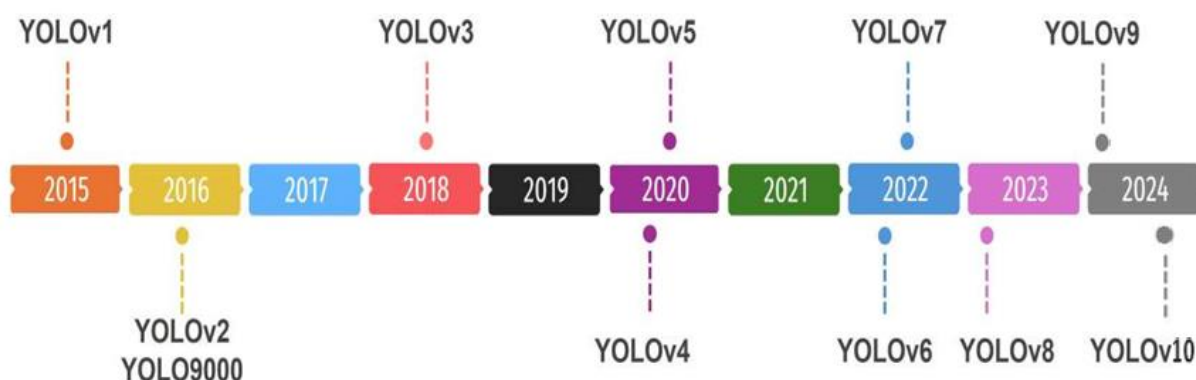 YOLOv1 YOLOv3 YOLOv5 YOLOv7 YOLOv9
2015 2016 2017 2018 2019 2020 2021 2022 2023 2024
YOLOv2 YOLOv4 YOLOv6 YOLOv8 YOLOv10
YOLO9000